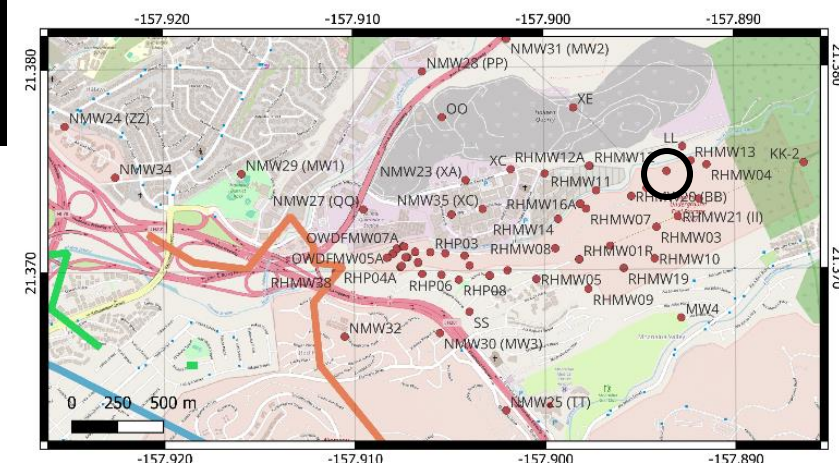 -157.920 -157.910 -157.900 -157.890
21.380
NMW31 (MW2)
NMW28 (PP)
XE
OO
NMW24 (ZZ)
LL
RHMW13
KK-2
XC
RHMW12A
NMW34
NMW29 (MW1)
NMW23 (XA)
RHMW04
RHMW11
NMW27 (QQ)
NMW35 (XC)
RHMW16A
RHMW21 (II)
RHMW07
RHMW14
RHMW03
OWDFMW07A
RHP03
RHMW08
RHMW01R
RHMW10
OWDFMW05A
21.370
21.370
RHMW38
RHP04A
RHP06
RHP08
RHMW05
RHMW19
RHMW09
MW4
SS
NMW32
NMW30 (MW3)
NMW25 (TT)
0 250 500 m
-157.920 -157.910 -157.900 -157.890